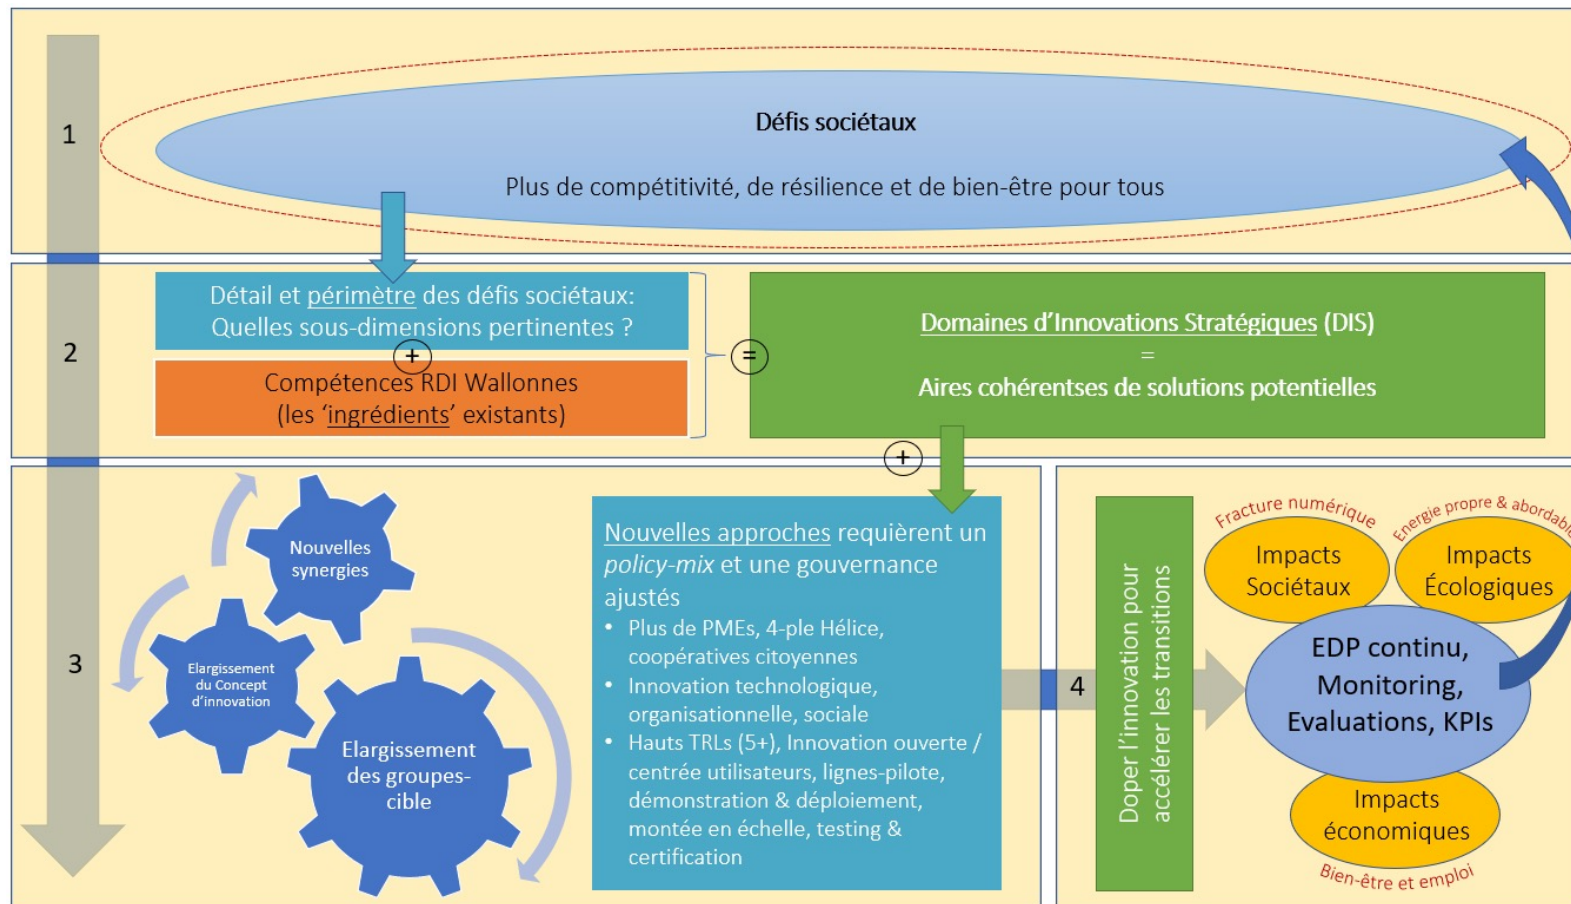 1
Défis sociétaux
Plus de compétitivité, de résilience et de bien-être pour tous
2
Détail et périmètre des défis sociétaux:
Quelles sous-dimensions pertinentes ?
+
Compétences RDI Wallonnes
(les ‘ingrédients’ existants)
=
Domaines d’Innovations Stratégiques (DIS)
=
Aires cohérentses de solutions potentielles
+
3
Nouvelles
synergies
Elargissement
du Concept
d’innovation
Elargissement
des groupes-
cible
Nouvelles approches requièrent un
policy-mix et une gouvernance
ajustés
• Plus de PMEs, 4-ple Hélice,
coopératives citoyennes
• Innovation technologique,
organisationnelle, sociale
• Hauts TRLs (5+), Innovation ouverte /
centrée utilisateurs, lignes-pilote,
démonstration & déploiement,
montée en échelle, testing &
certification
4
Doper l’innovation pour
accélérer les transitions
Fracture numérique
Impacts
Sociétaux
Energie propre & abordable
Impacts
Écologiques
EDP continu,
Monitoring,
Evaluations, KPIs
Impacts
économiques
Bien-être et emploi